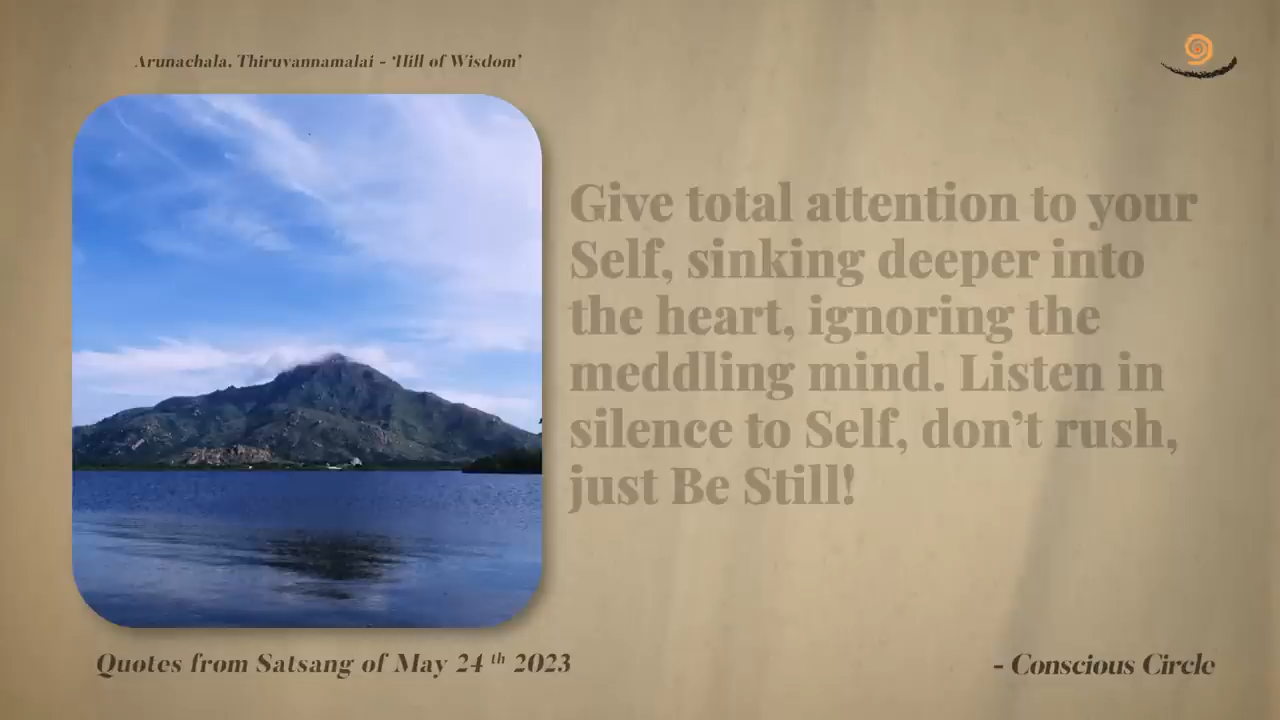 Arunachala, Thiruvannamalai - ‘Hill of Wisdom’
Give total attention to your
Self, sinking deeper into
the heart, ignoring the
meddling mind. Listen in
silence to Self, don’t rush,
just Be Still!
Quotes from Satsang of May 24 th 2023
- Conscious Circle